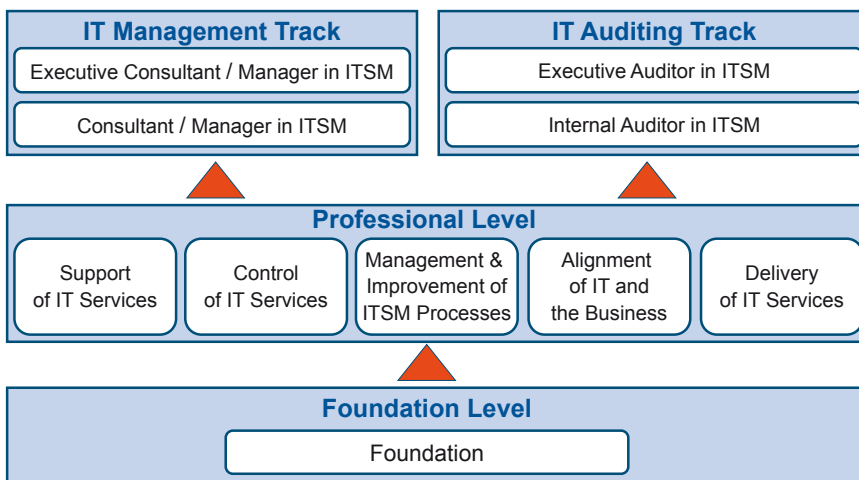 IT Management Track
Executive Consultant / Manager in ITSM
Consultant / Manager in ITSM
IT Auditing Track
Executive Auditor in ITSM
Internal Auditor in ITSM
Professional Level
Support
of IT Services
Control
of IT Services
Management &
Improvement of
ITSM Processes
Alignment
of IT and
the Business
Delivery
of IT Services
Foundation Level
Foundation